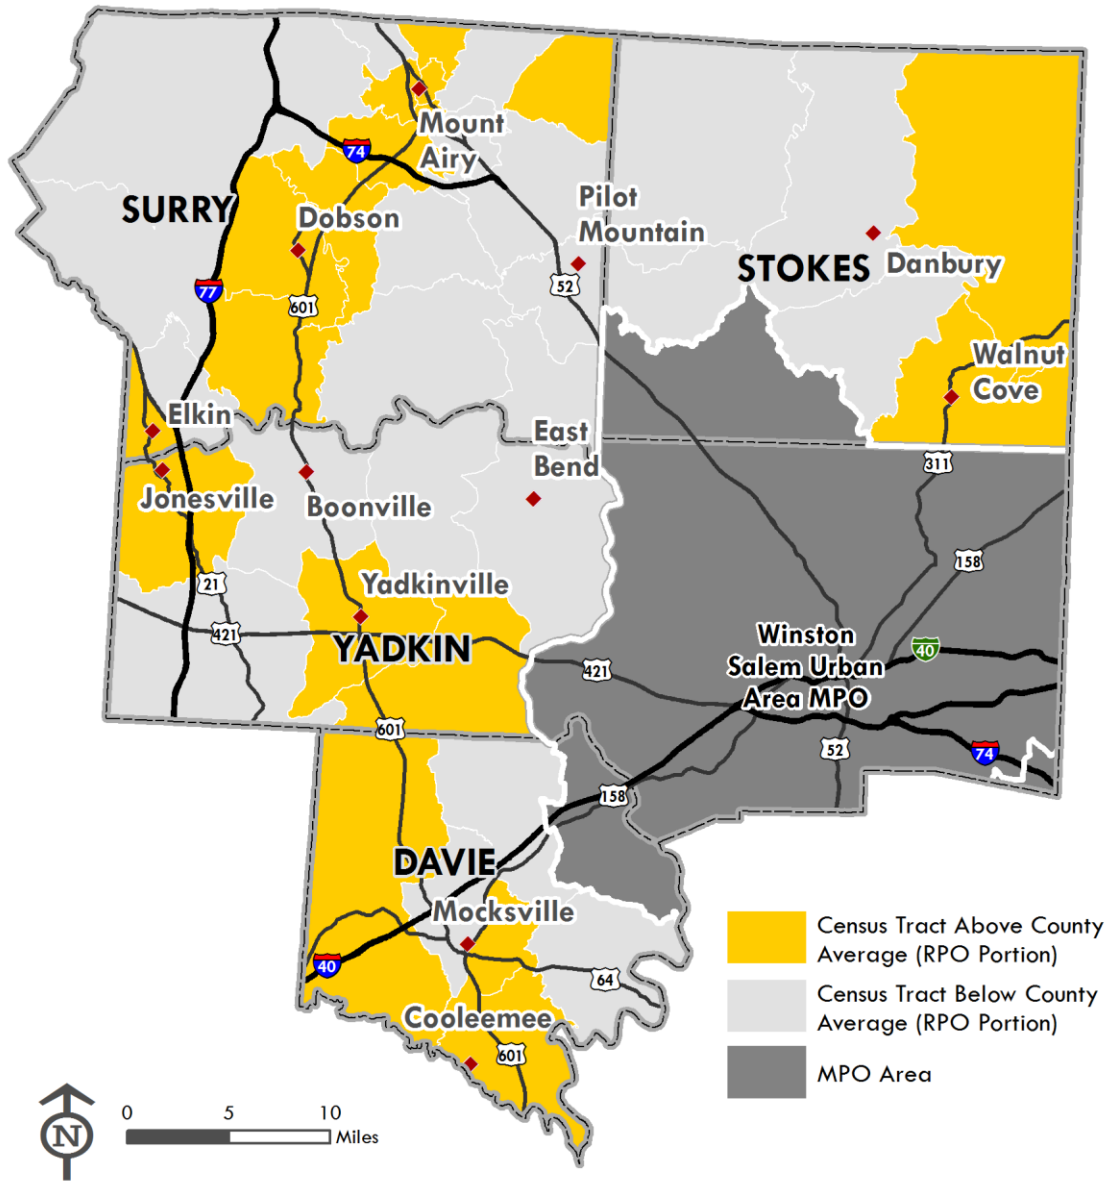 Mount
Airy
74
SURRY
Dobson
Pilot
Mountain
STOKES
Danbury
77
601
52
Walnut
Cove
Elkin
East
Bend
311
Jonesville
Boonville
21
Yadkinville
158
421
YADKIN
Winston
Salem Urban
Area MPO
40
421
601
52
74
158
DAVIE
Mocksville
Census Tract Above County
Average (RPO Portion)
40
64
Census Tract Below County
Average (RPO Portion)
Cooleemee
601
MPO Area
N
0 5 10
Miles